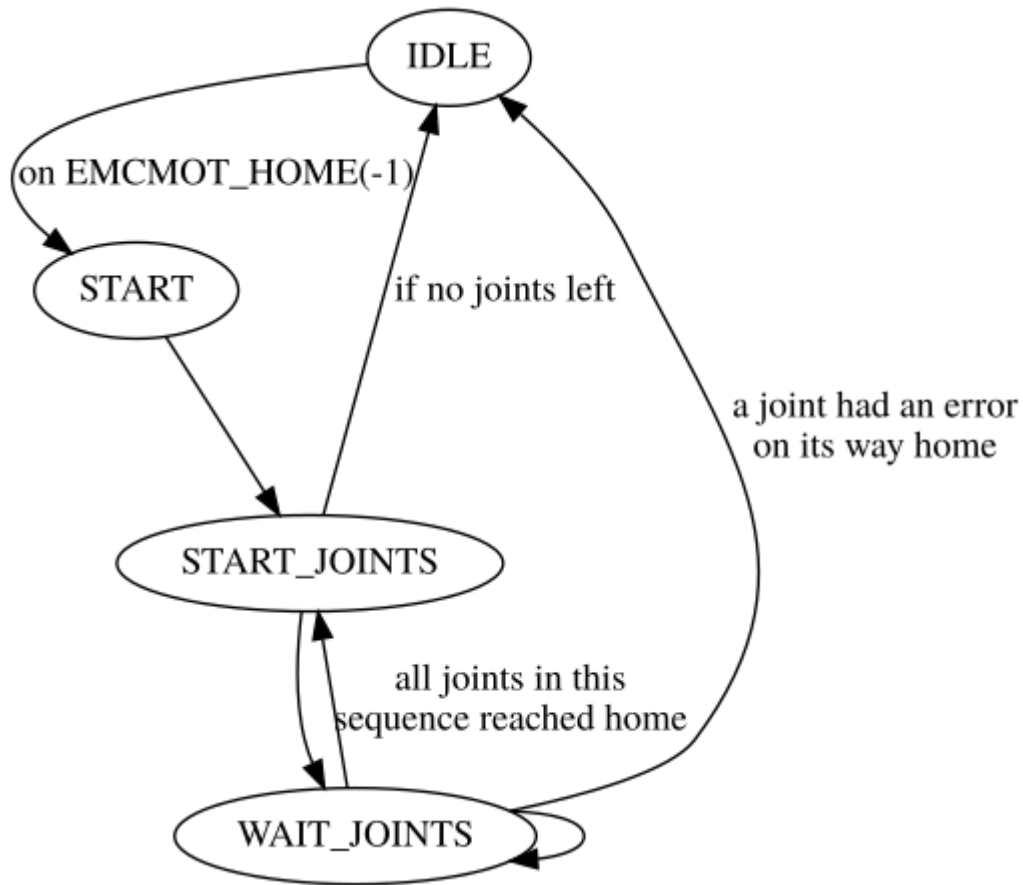 IDLE
on EMCMOT_HOME(-1)
START
if no joints left
a joint had an error
on its way home
START_JOINTS
all joints in this
sequence reached home
WAIT_JOINTS